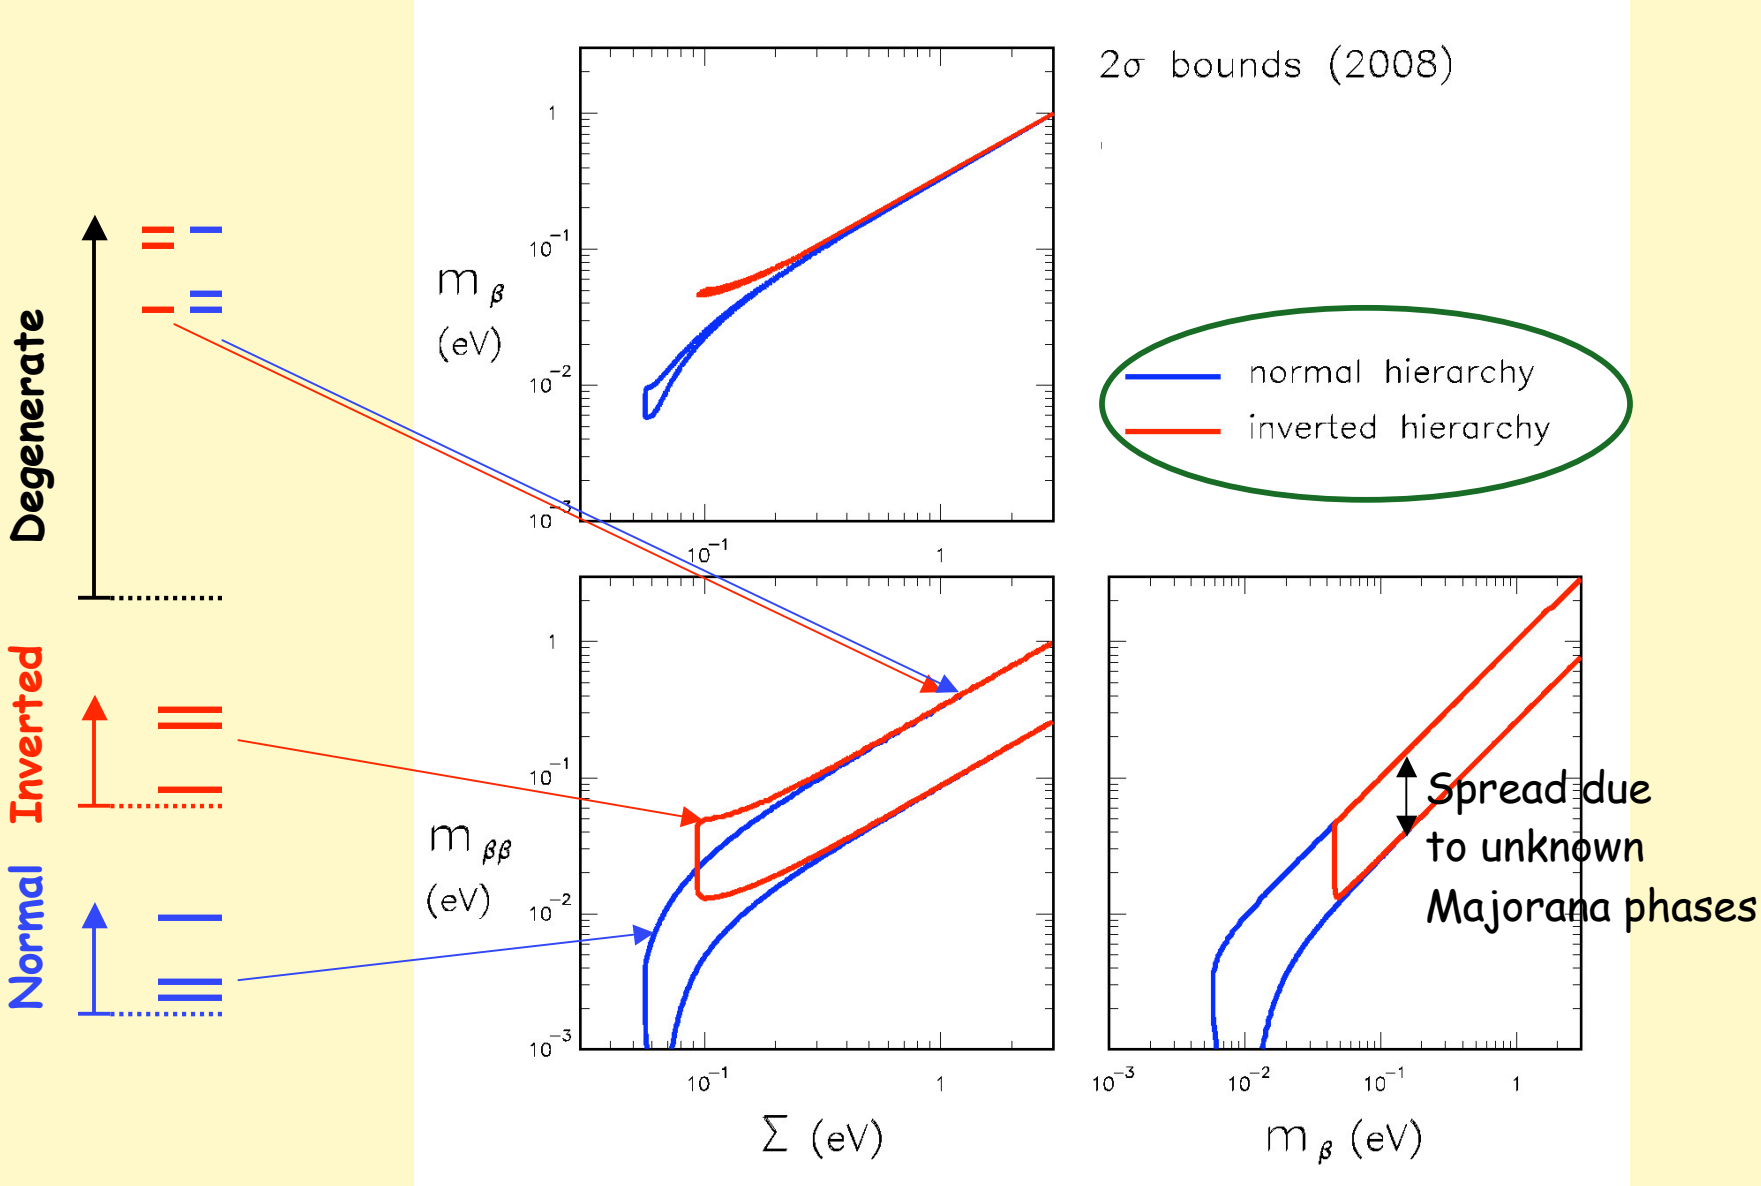 2σ bounds (2008)
1
10⁻¹
10⁻²
10⁻³
m β
(eV)
10⁻¹
1
normal hierarchy
inverted hierarchy
Degenerate
Inverted
Normal
1
10⁻¹
10⁻²
10⁻³
m ββ
(eV)
10⁻¹
1
Σ (eV)
Spread due
to unknown
Majorana phases
10⁻³
10⁻²
10⁻¹
1
m β (eV)